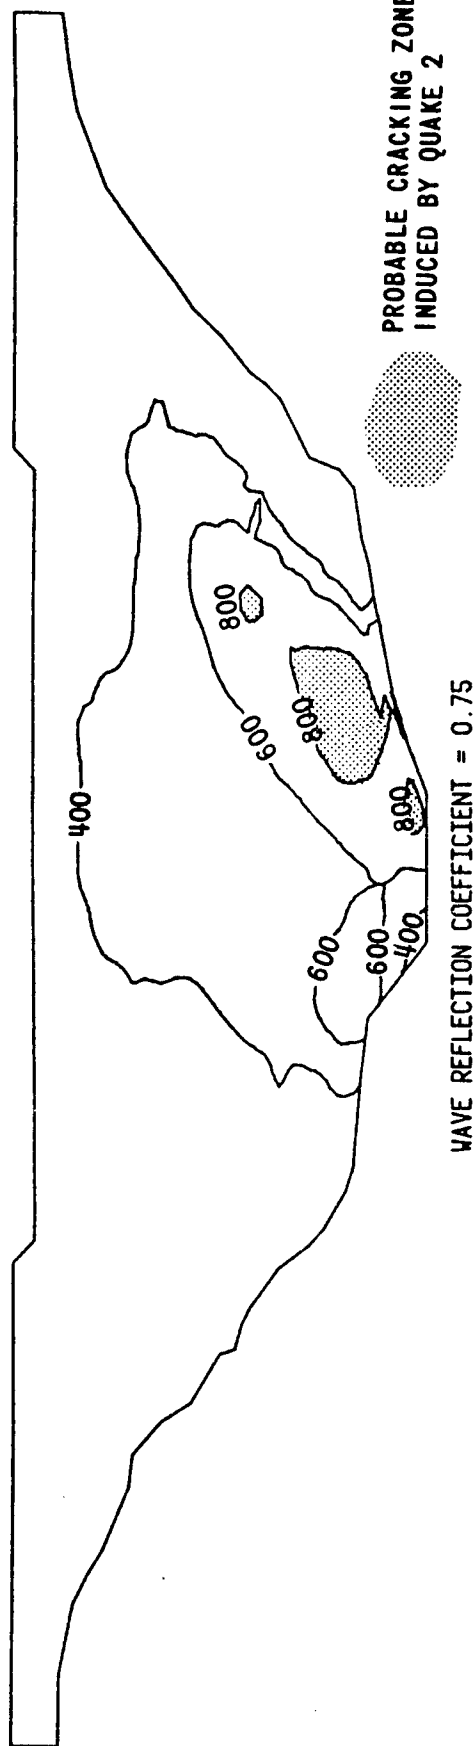 400
600
800
800
800
600
600
400
PROBABLE CRACKING ZONE
INDUCED BY QUAKE 2
WAVE REFLECTION COEFFICIENT = 0.75